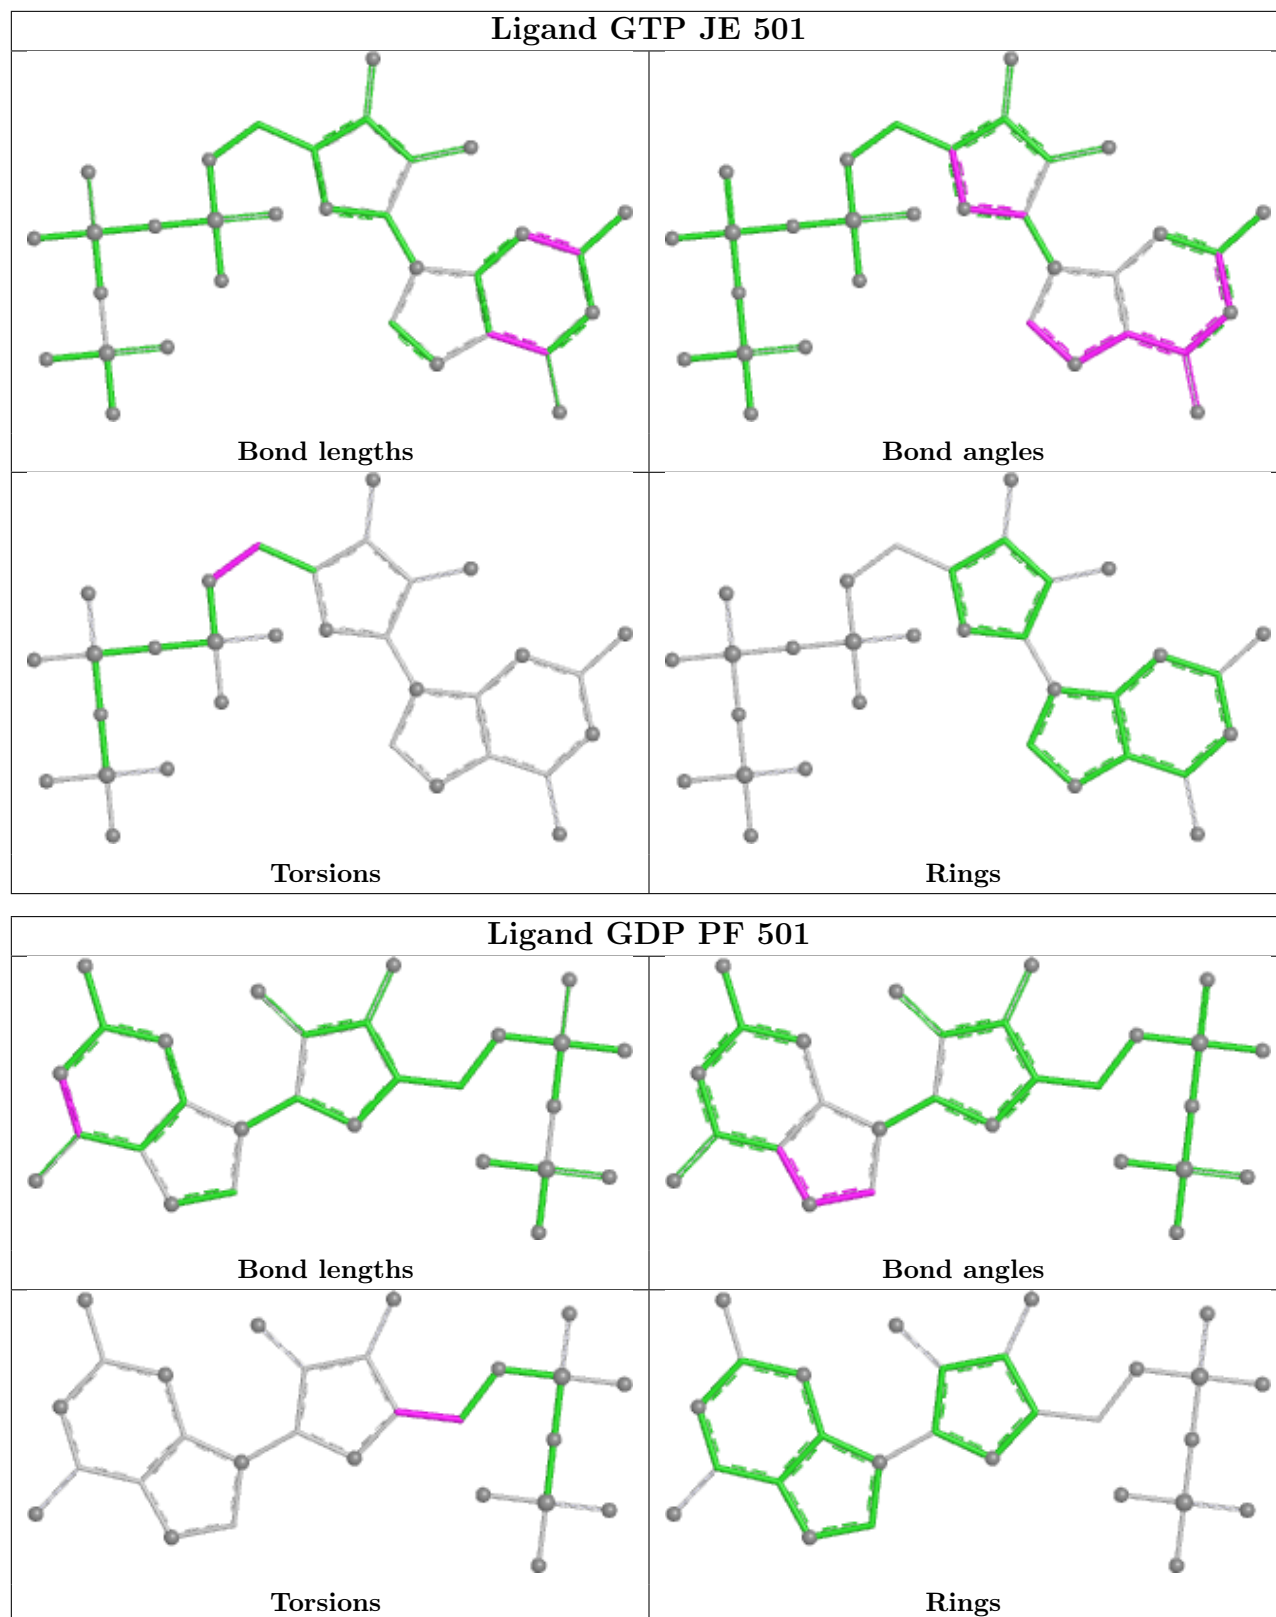 Ligand GTP JE 501
Bond lengths
Bond angles
Torsions
Rings
Ligand GDP PF 501
Bond lengths
Bond angles
Torsions
Rings